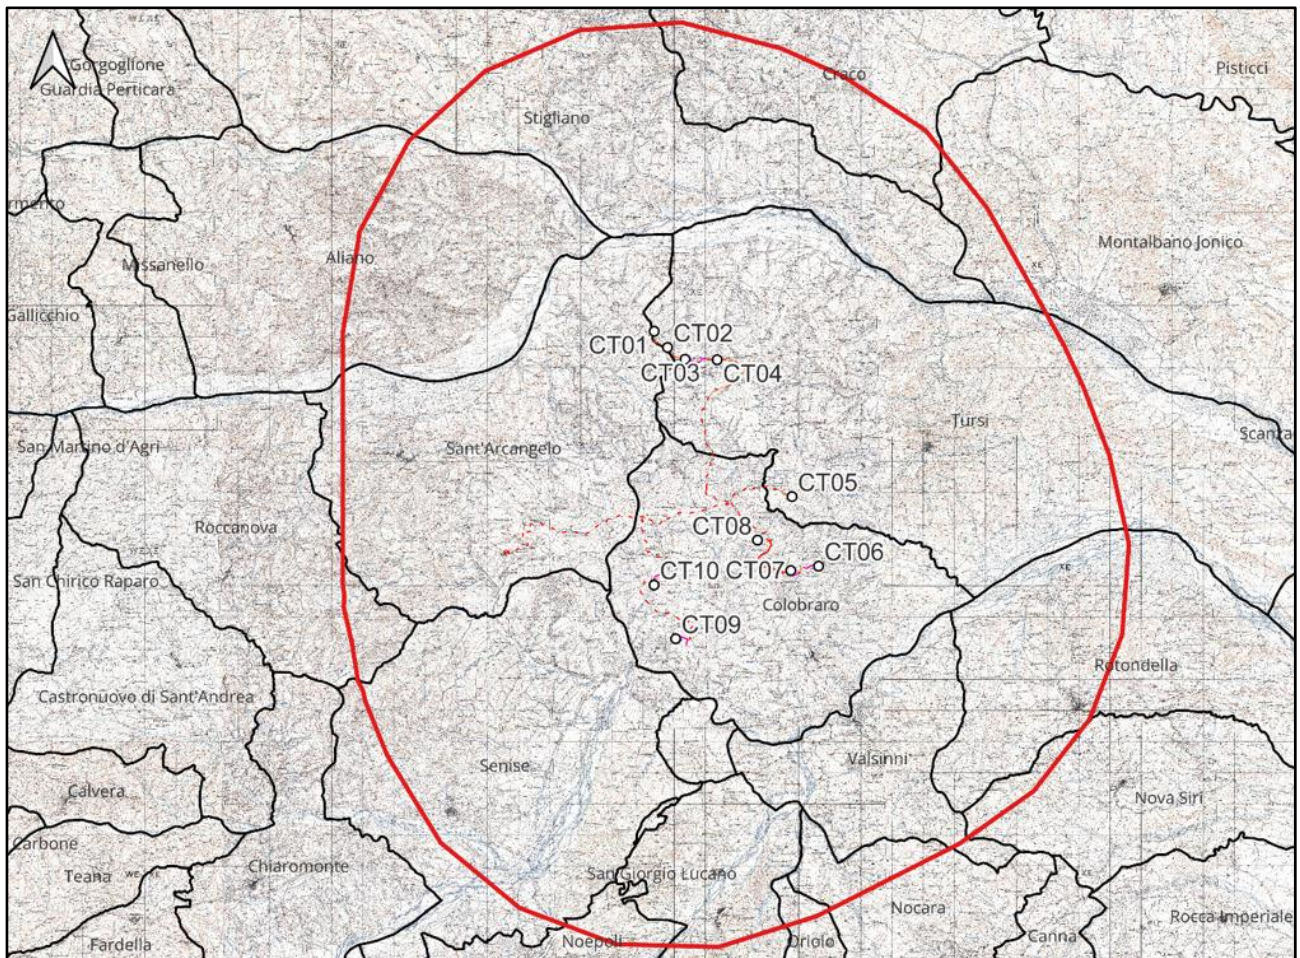 Gorgoglione
Guardia Perticara
Craco
Pisticci
Stigliano
rmento
Missanello
Aliano
Montalbano Jonico
Gallicchio
CT01
CT02
CT03
CT04
San Martino d'Agri
Sant'Arcangelo
Tursi
Scanza
Roccanova
CT05
CT08
CT06
San Chirico Raparo
CT10
CT07
Colobraro
CT09
Castronuovo di Sant'Andrea
Rotondella
Senise
Valsinni
Calvera
Nova Siri
Carbone
Teana
Chiaromonte
San Giorgio Lucano
Nocara
Rocca Imperiale
Fardella
Noepoli
Oriolo
Canna